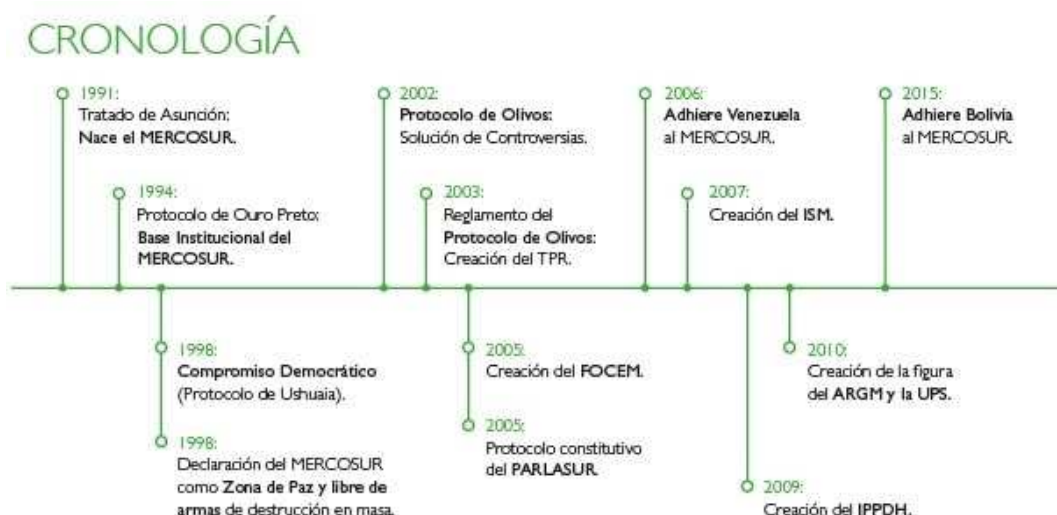 CRONOLOGÍA
1991:
Tratado de Asunción:
Nace el MERCOSUR.
1994:
Protocolo de Ouro Preto:
Base Institucional del
MERCOSUR.
1998:
Compromiso Democrático
(Protocolo de Ushuaia).
1998:
Declaración del MERCOSUR
como Zona de Paz y libre de
armas de destrucción en masa.
2002:
Protocolo de Olivos:
Solución de Controversias.
2003:
Reglamento del
Protocolo de Olivos:
Creación del TPR.
2005:
Creación del FOCEM.
2005:
Protocolo constitutivo
del PARLASUR
2006:
Adhiere Venezuela
al MERCOSUR.
2007:
Creación del ISM.
2009:
Creación del IPPDH.
2010:
Creación de la figura
del ARGM y la UPS.
2015:
Adhiere Bolivia
al MERCOSUR.